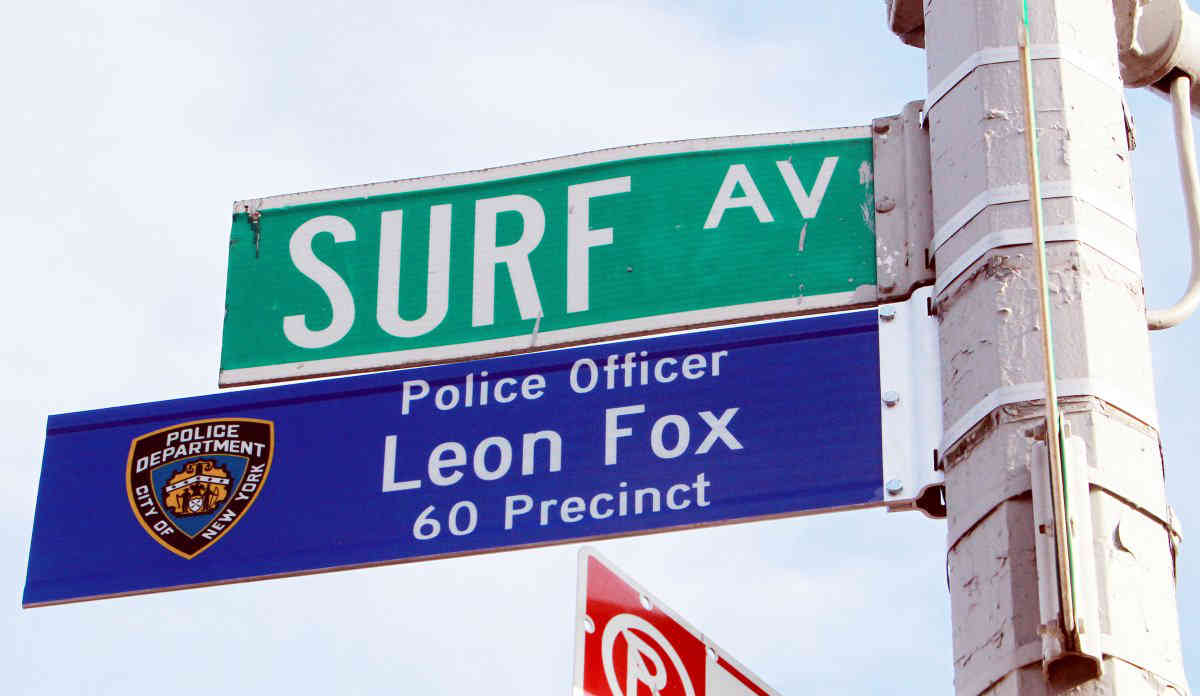 SURF AV
Police Officer
Leon Fox
60 Precinct
POLICE
DEPARTMENT
CITY OF
NEW YORK
P